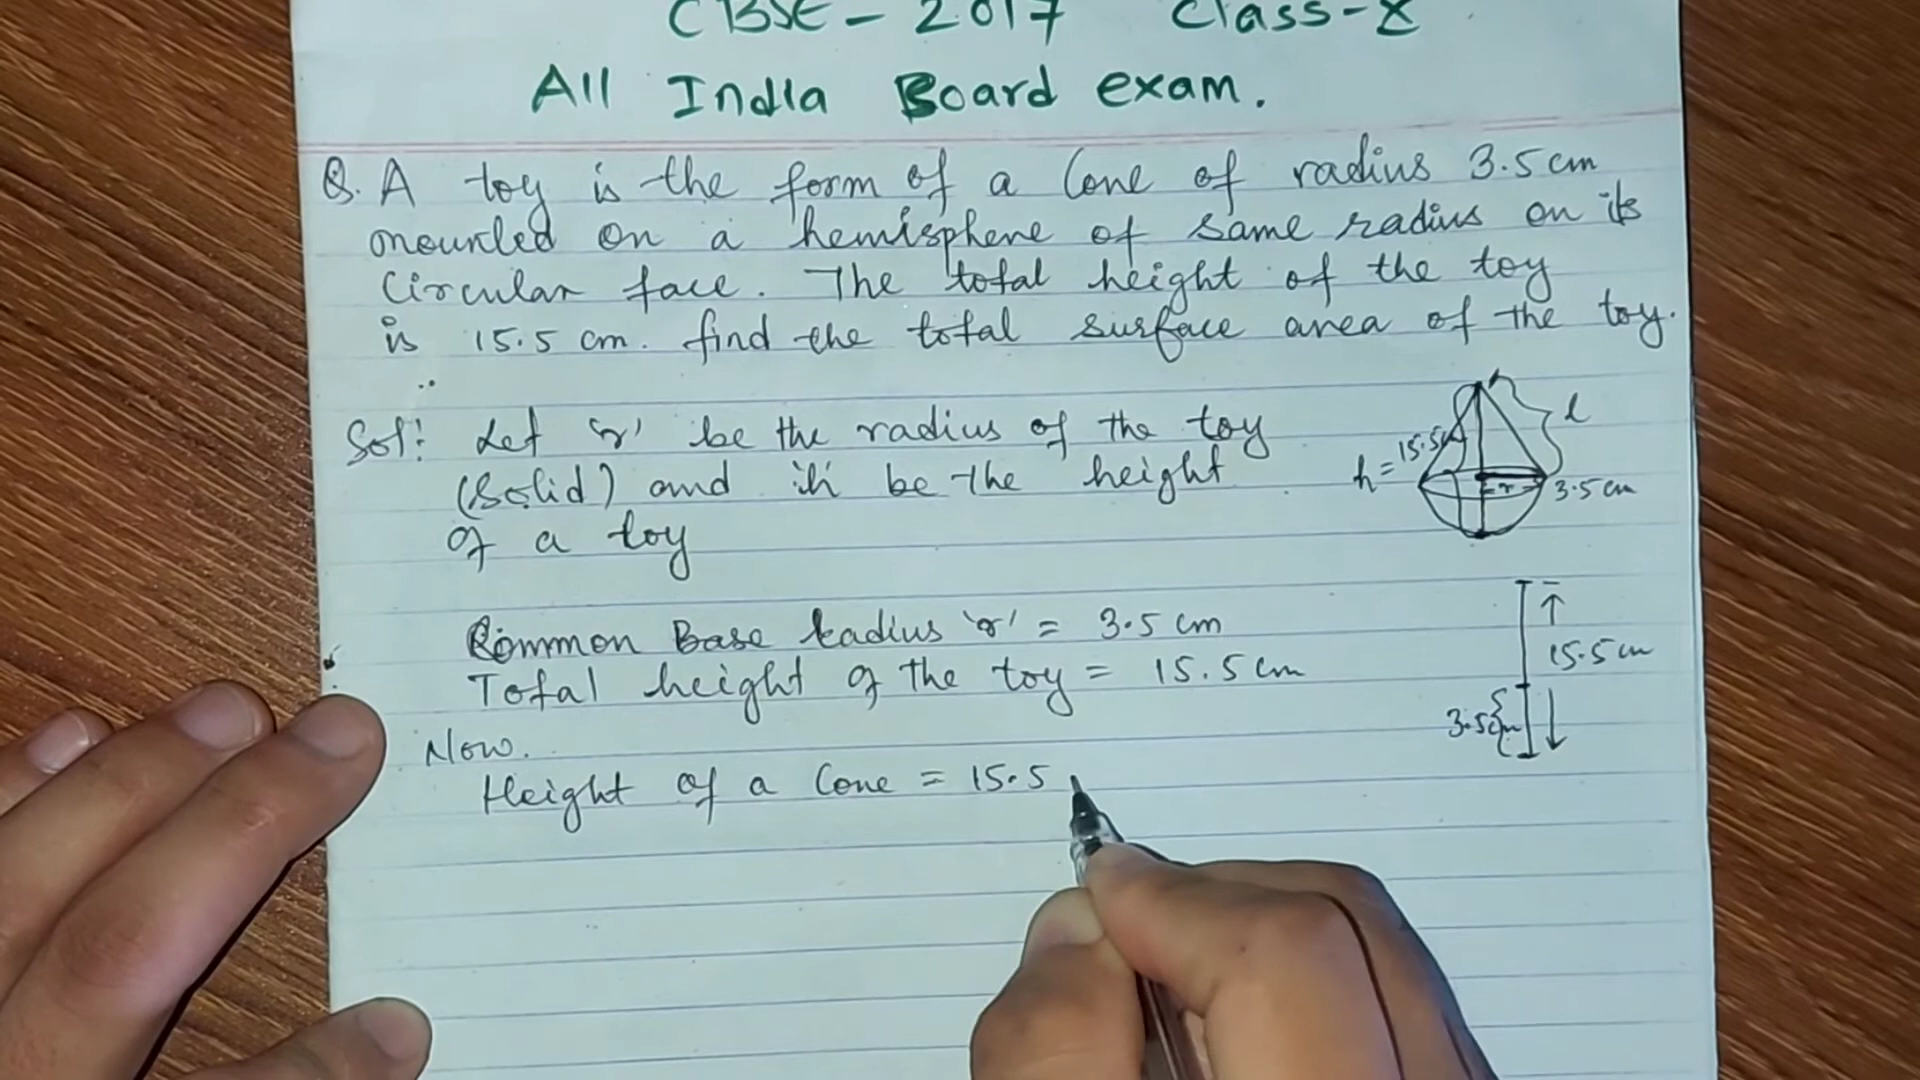 CBSE - 2017 Class-X
All India Board exam.
Q. A toy is the form of a Cone of radius 3.5 cm
mounted on a hemisphere of same radius on its
Circular face. The total height of the toy
is 15.5 cm. find the total surface area of the toy.
Sol: Let 'r' be the radius of the toy
(Solid) and 'h' be the height
of a toy
l
h = 15.5
r
3.5 cm
Common Base radius 'r' = 3.5 cm
Total height of the toy = 15.5 cm
15.5 cm
3.5cm
Now.
Height of a Cone = 15.5